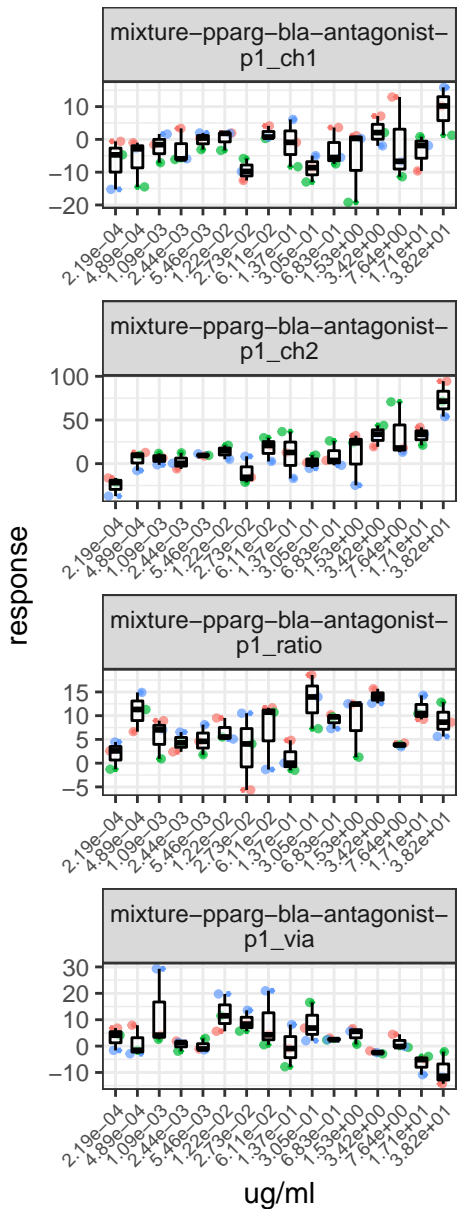 mixture−pparg−bla−antagonist−
p1_ch1
10
0
−10
−20
2.19e−04
4.89e−04
1.09e−03
2.44e−03
5.46e−03
1.22e−02
2.73e−02
6.11e−02
1.37e−01
3.05e−01
6.83e−01
1.53e+00
3.42e+00
7.64e+00
1.71e+01
3.82e+01
mixture−pparg−bla−antagonist−
p1_ch2
100
50
0
2.19e−04
4.89e−04
1.09e−03
2.44e−03
5.46e−03
1.22e−02
2.73e−02
6.11e−02
1.37e−01
3.05e−01
6.83e−01
1.53e+00
3.42e+00
7.64e+00
1.71e+01
3.82e+01
response
mixture−pparg−bla−antagonist−
p1_ratio
15
10
5
0
−5
2.19e−04
4.89e−04
1.09e−03
2.44e−03
5.46e−03
1.22e−02
2.73e−02
6.11e−02
1.37e−01
3.05e−01
6.83e−01
1.53e+00
3.42e+00
7.64e+00
1.71e+01
3.82e+01
mixture−pparg−bla−antagonist−
p1_via
30
20
10
0
−10
2.19e−04
4.89e−04
1.09e−03
2.44e−03
5.46e−03
1.22e−02
2.73e−02
6.11e−02
1.37e−01
3.05e−01
6.83e−01
1.53e+00
3.42e+00
7.64e+00
1.71e+01
3.82e+01
ug/ml